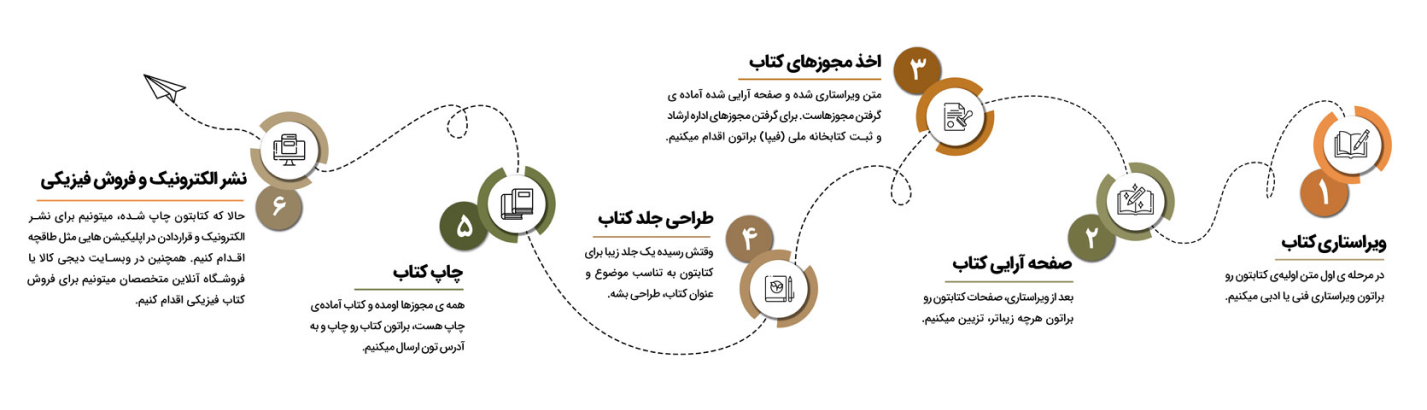 ۱
ویراستاری کتاب
در مرحله ی اول متن اولیه‌ی کتابتون رو
براتون ویراستاری فنی یا ادبی میکنیم.
۲
صفحه آرایی کتاب
بعد از ویراستاری، صفحات کتابتون رو
براتون هرچه زیباتر، تزیین میکنیم.
۳
اخذ مجوزهای کتاب
متن ویراستاری شده و صفحه آرایی شده آماده ی
گرفتن مجوزهاست. برای گرفتن مجوزهای اداره ارشاد
و ثبت کتابخانه ملی (فیپا) براتون اقدام میکنیم.
۴
طراحی جلد کتاب
وقتش رسیده یک جلد زیبا برای
کتابتون به تناسب موضوع و
عنوان کتاب، طراحی بشه.
۵
چاپ کتاب
همه ی مجوزها اومده و کتاب آماده‌ی
چاپ هست، براتون کتاب رو چاپ و به
آدرس تون ارسال میکنیم.
۶
نشر الکترونیک و فروش فیزیکی
حالا که کتابتون چاپ شده، میتونیم برای نشر
الکترونیک و قراردادن در اپلیکیشن هایی مثل طاقچه
اقدام کنیم. همچنین در وبسایت دیجی کالا یا
فروشگاه آنلاین متخصصان میتونیم برای فروش
کتاب فیزیکی اقدام کنیم.